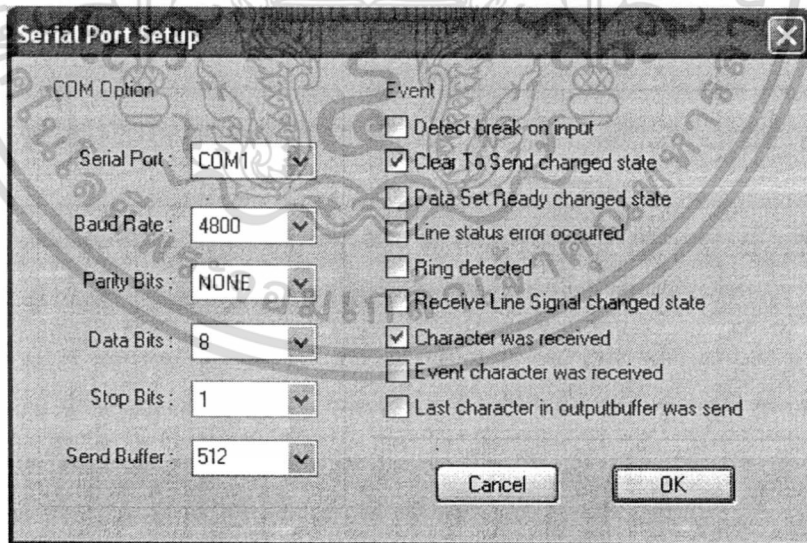 Serial Port Setup
COM Option
Serial Port :
COM1
Baud Rate :
4800
Parity Bits :
NONE
Data Bits :
8
Stop Bits :
1
Send Buffer :
512
Event
Detect break on input
Clear To Send changed state
Data Set Ready changed state
Line status error occurred
Ring detected
Receive Line Signal changed state
Character was received
Event character was received
Last character in outputbuffer was send
Cancel
OK